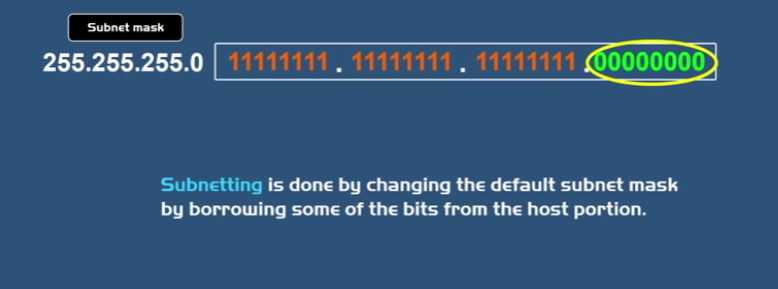 Subnet mask
255.255.255.0 11111111 . 11111111 . 11111111 .00000000
Subnetting is done by changing the default subnet mask
by borrowing some of the bits from the host portion.